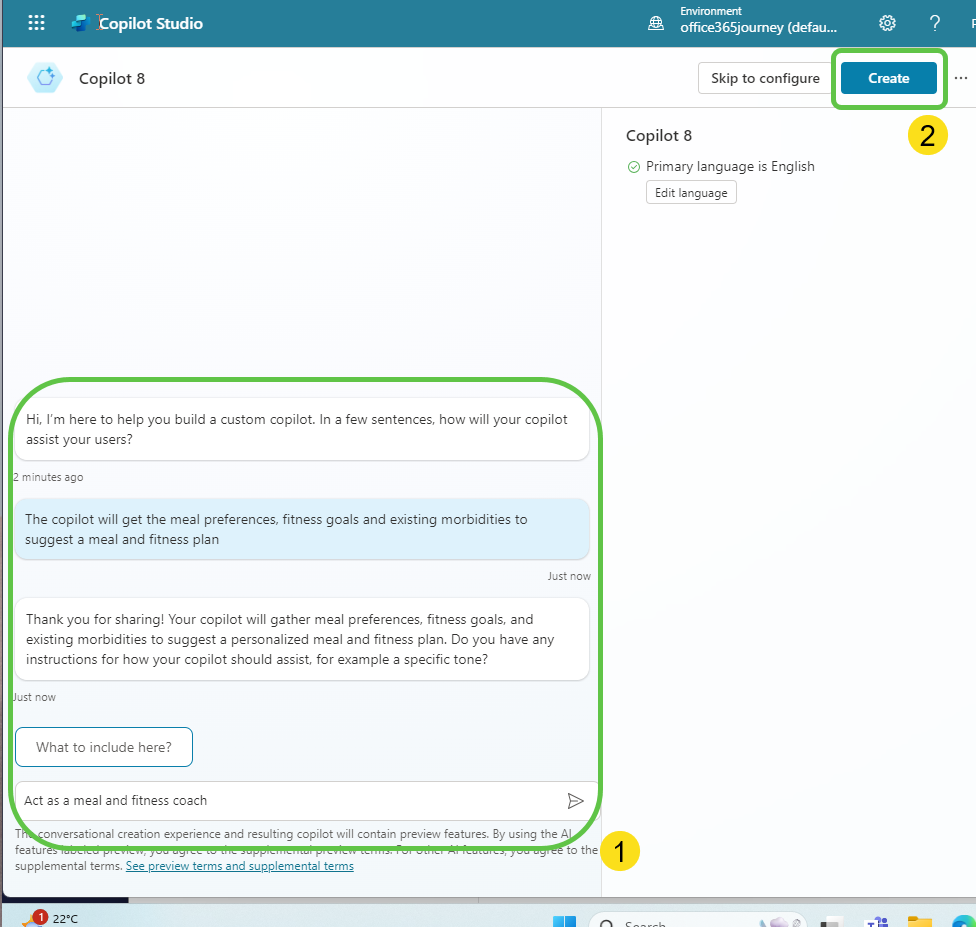 Copilot Studio
Environment
office365journey (defau...
?
Copilot 8
Skip to configure
Create
...
2
Copilot 8
Primary language is English
Edit language
Hi, I'm here to help you build a custom copilot. In a few sentences, how will your copilot
assist your users?
2 minutes ago
The copilot will get the meal preferences, fitness goals and existing morbidities to
suggest a meal and fitness plan
Just now
Thank you for sharing! Your copilot will gather meal preferences, fitness goals, and
existing morbidities to suggest a personalized meal and fitness plan. Do you have any
instructions for how your copilot should assist, for example a specific tone?
Just now
What to include here?
Act as a meal and fitness coach
The conversational creation experience and resulting copilot will contain preview features. By using the AI
features labeled preview, you agree to the supplemental preview terms. For other AI features, you agree to the
supplemental terms. See preview terms and supplemental terms
1
1
22°C
Search